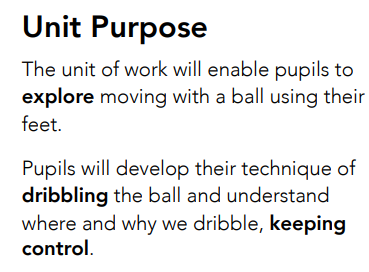 Unit Purpose
The unit of work will enable pupils to
explore moving with a ball using their
feet.
Pupils will develop their technique of
dribbling the ball and understand
where and why we dribble, keeping
control.